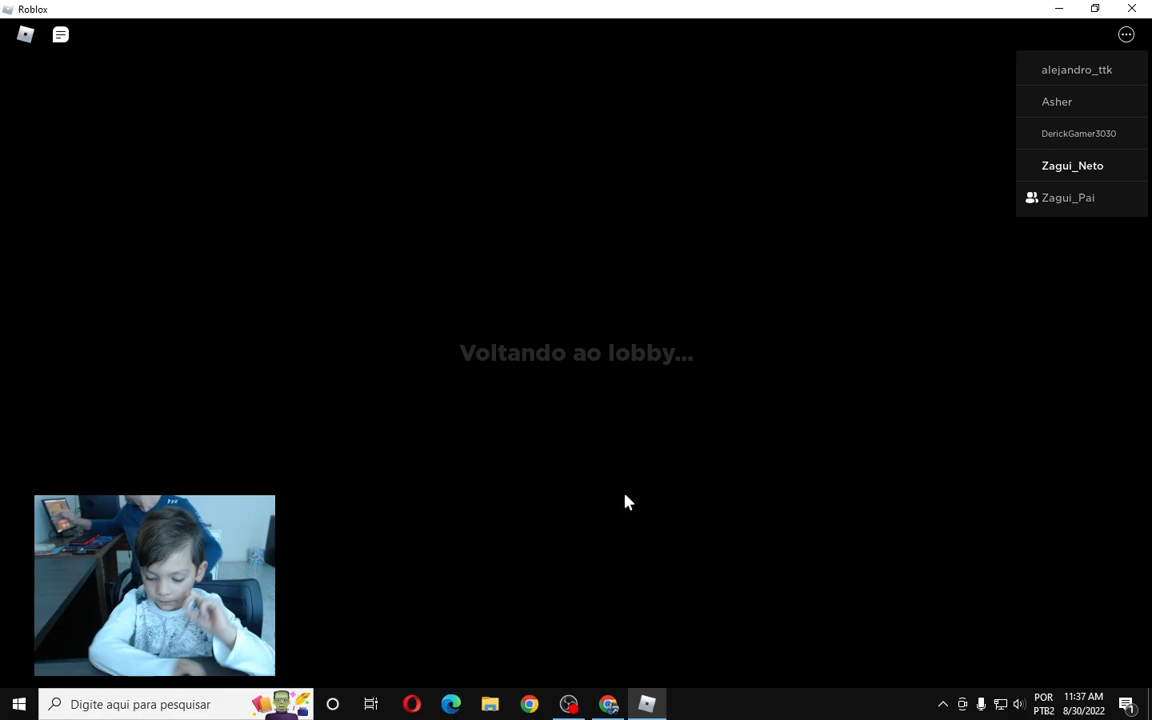 Roblox
alejandro_ttk
Asher
DerickGamer3030
Zagui_Neto
Zagui_Pai
Voltando ao lobby...
Digite aqui para pesquisar
POR
PTB2
11:37 AM
8/30/2022
1